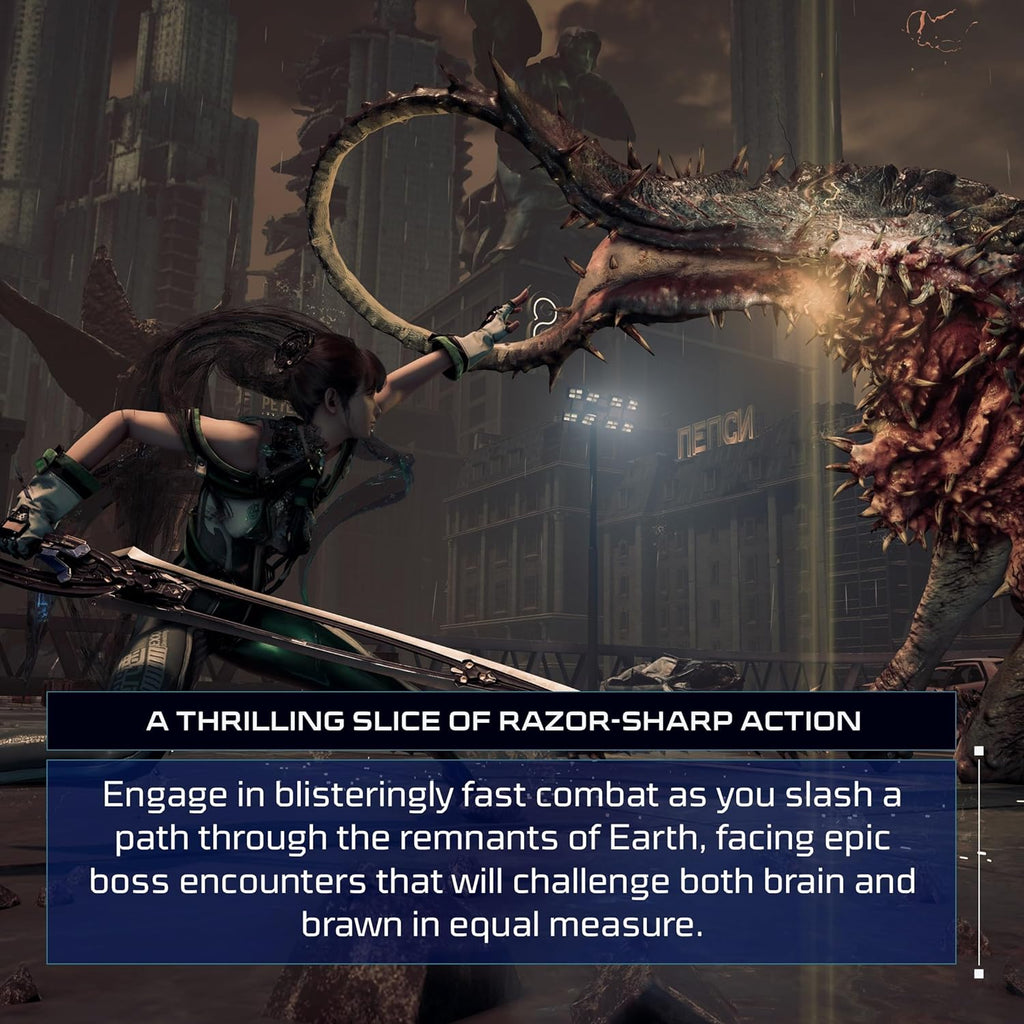 ПЕПСИ
A THRILLING SLICE OF RAZOR-SHARP ACTION
Engage in blisteringly fast combat as you slash a
path through the remnants of Earth, facing epic
boss encounters that will challenge both brain and
brawn in equal measure.